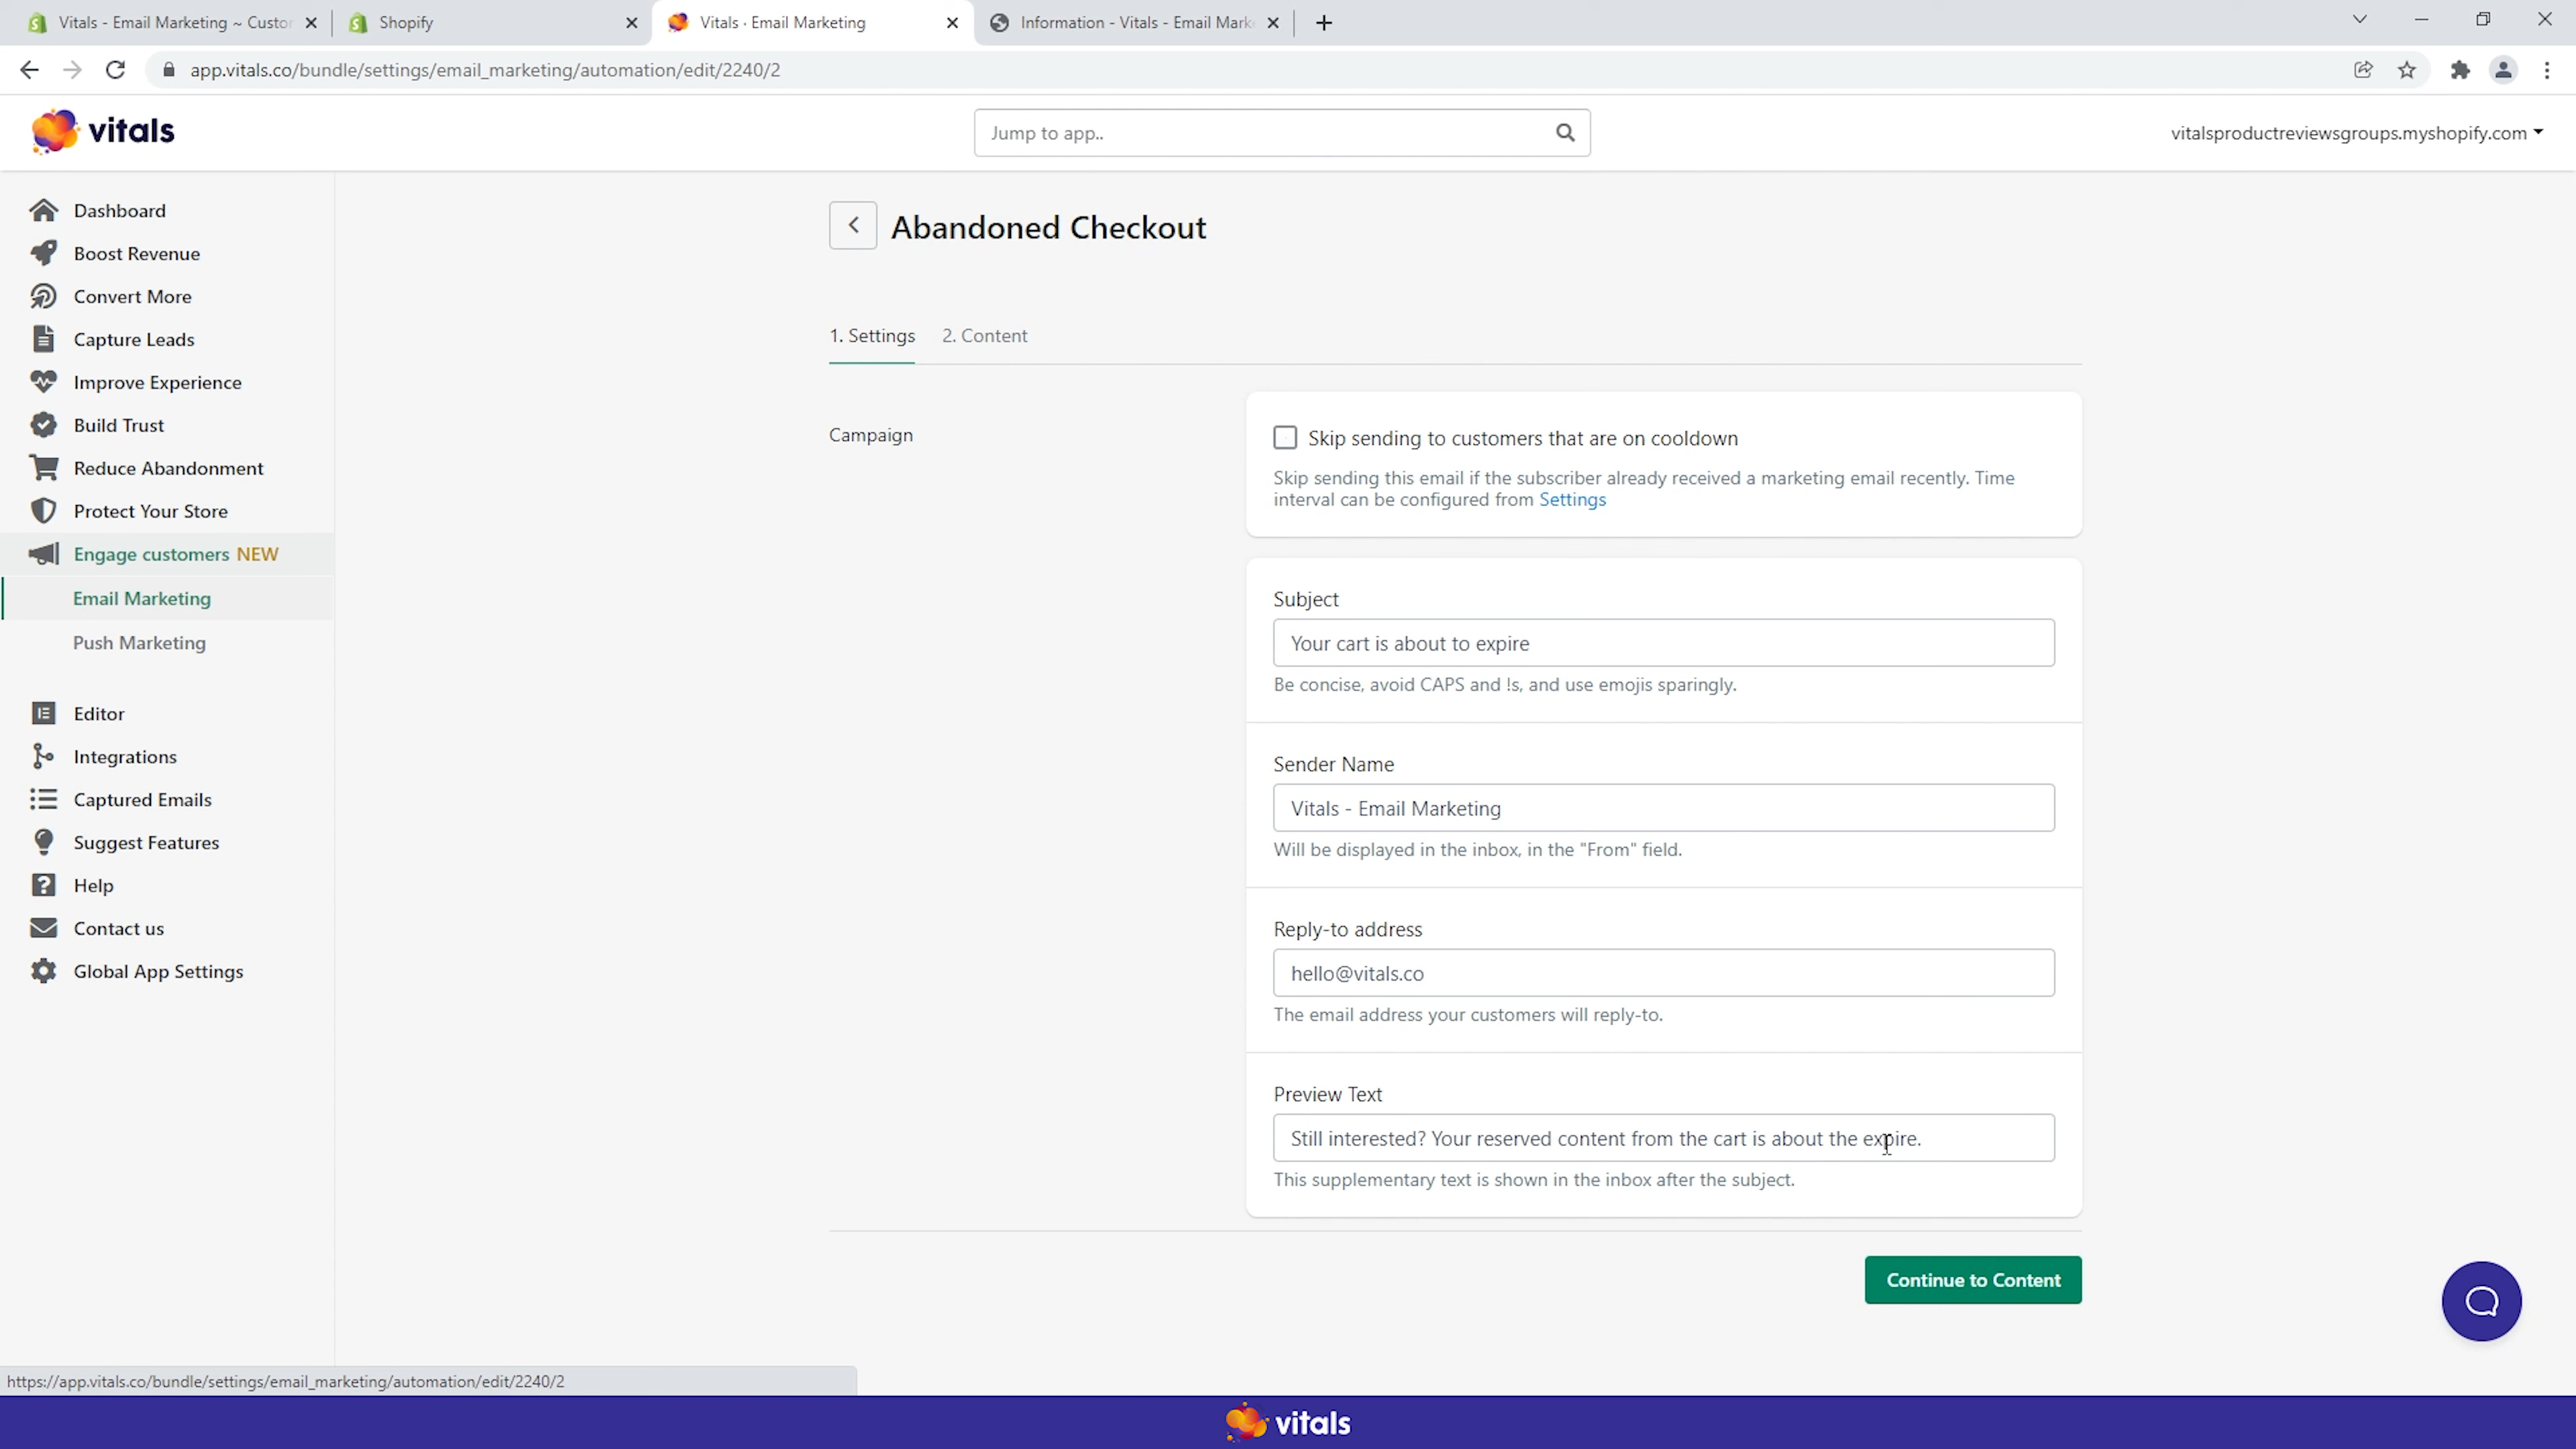 Vitals - Email Marketing ~ Custor
Shopify
Vitals · Email Marketing
Information - Vitals - Email Mark
app.vitals.co/bundle/settings/email_marketing/automation/edit/2240/2
vitals
Jump to app..
vitalsproductreviewsgroups.myshopify.com
Dashboard
Boost Revenue
Convert More
Capture Leads
Improve Experience
Build Trust
Reduce Abandonment
Protect Your Store
Engage customers NEW
Email Marketing
Push Marketing
Editor
Integrations
Captured Emails
Suggest Features
Help
Contact us
Global App Settings
Abandoned Checkout
1. Settings 2. Content
Campaign
Skip sending to customers that are on cooldown
Skip sending this email if the subscriber already received a marketing email recently. Time
interval can be configured from Settings
Subject
Your cart is about to expire
Be concise, avoid CAPS and !s, and use emojis sparingly.
Sender Name
Vitals - Email Marketing
Will be displayed in the inbox, in the "From" field.
Reply-to address
hello@vitals.co
The email address your customers will reply-to.
Preview Text
Still interested? Your reserved content from the cart is about the expire.
This supplementary text is shown in the inbox after the subject.
Continue to Content
https://app.vitals.co/bundle/settings/email_marketing/automation/edit/2240/2
vitals